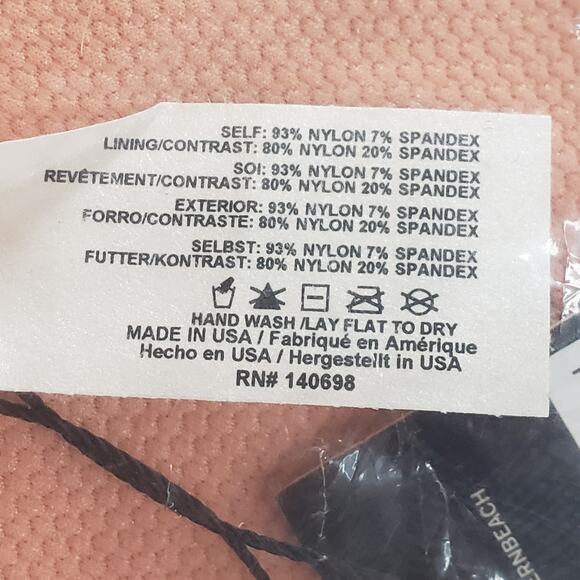 SELF: 93% NYLON 7% SPANDEX
LINING/CONTRAST: 80% NYLON 20% SPANDEX
SOI: 93% NYLON 7% SPANDEX
REVÊTEMENT/CONTRAST: 80% NYLON 20% SPANDEX
EXTERIOR: 93% NYLON 7% SPANDEX
FORRO/CONTRASTE: 80% NYLON 20% SPANDEX
SELBST: 93% NYLON 7% SPANDEX
FUTTER/KONTRAST: 80% NYLON 20% SPANDEX
HAND WASH /LAY FLAT TO DRY
MADE IN USA / Fabriqué en Amérique
Hecho en USA / Hergestellt in USA
RN# 140698